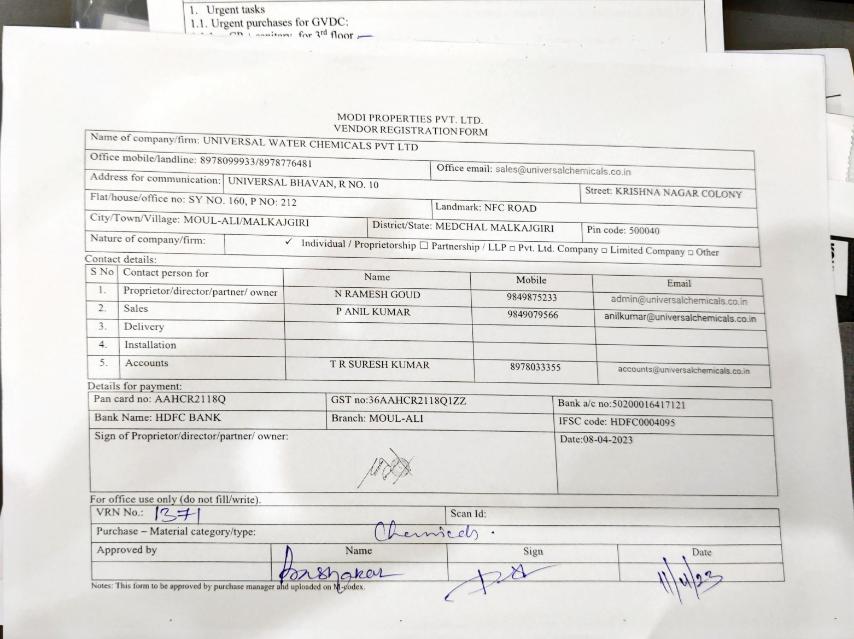 1. Urgent tasks
1.1. Urgent purchases for GVDC:
for 3rd floor
MODI PROPERTIES PVT. LTD.
VENDOR REGISTRATION FORM
Name of company/firm: UNIVERSAL WATER CHEMICALS PVT LTD
Office mobile/landline: 8978099933/8978776481 Office email: sales@universalchemicals.co.in
Address for communication: UNIVERSAL BHAVAN, R NO. 10 Street: KRISHNA NAGAR COLONY
Flat/house/office no: SY NO. 160, P NO: 212 Landmark: NFC ROAD
City/Town/Village: MOUL-ALI/MALKAJGIRI District/State: MEDCHAL MALKAJGIRI Pin code: 500040
Nature of company/firm: ✓ Individual / Proprietorship □ Partnership / LLP □ Pvt. Ltd. Company □ Limited Company □ Other
Contact details:
S No Contact person for Name Mobile Email
1. Proprietor/director/partner/ owner N RAMESH GOUD 9849875233 admin@universalchemicals.co.in
2. Sales P ANIL KUMAR 9849079566 anilkumar@universalchemicals.co.in
3. Delivery
4. Installation
5. Accounts T R SURESH KUMAR 8978033355 accounts@universalchemicals.co.in
Details for payment:
Pan card no: AAHCR2118Q GST no:36AAHCR2118Q1ZZ Bank a/c no:50200016417121
Bank Name: HDFC BANK Branch: MOUL-ALI IFSC code: HDFC0004095
Sign of Proprietor/director/partner/ owner: Date:08-04-2023
For office use only (do not fill/write).
VRN No.: 1371 Scan Id:
Purchase – Material category/type: Chemicals.
Approved by Name Sign Date
11/4/23
Notes: This form to be approved by purchase manager and uploaded on M-codex.